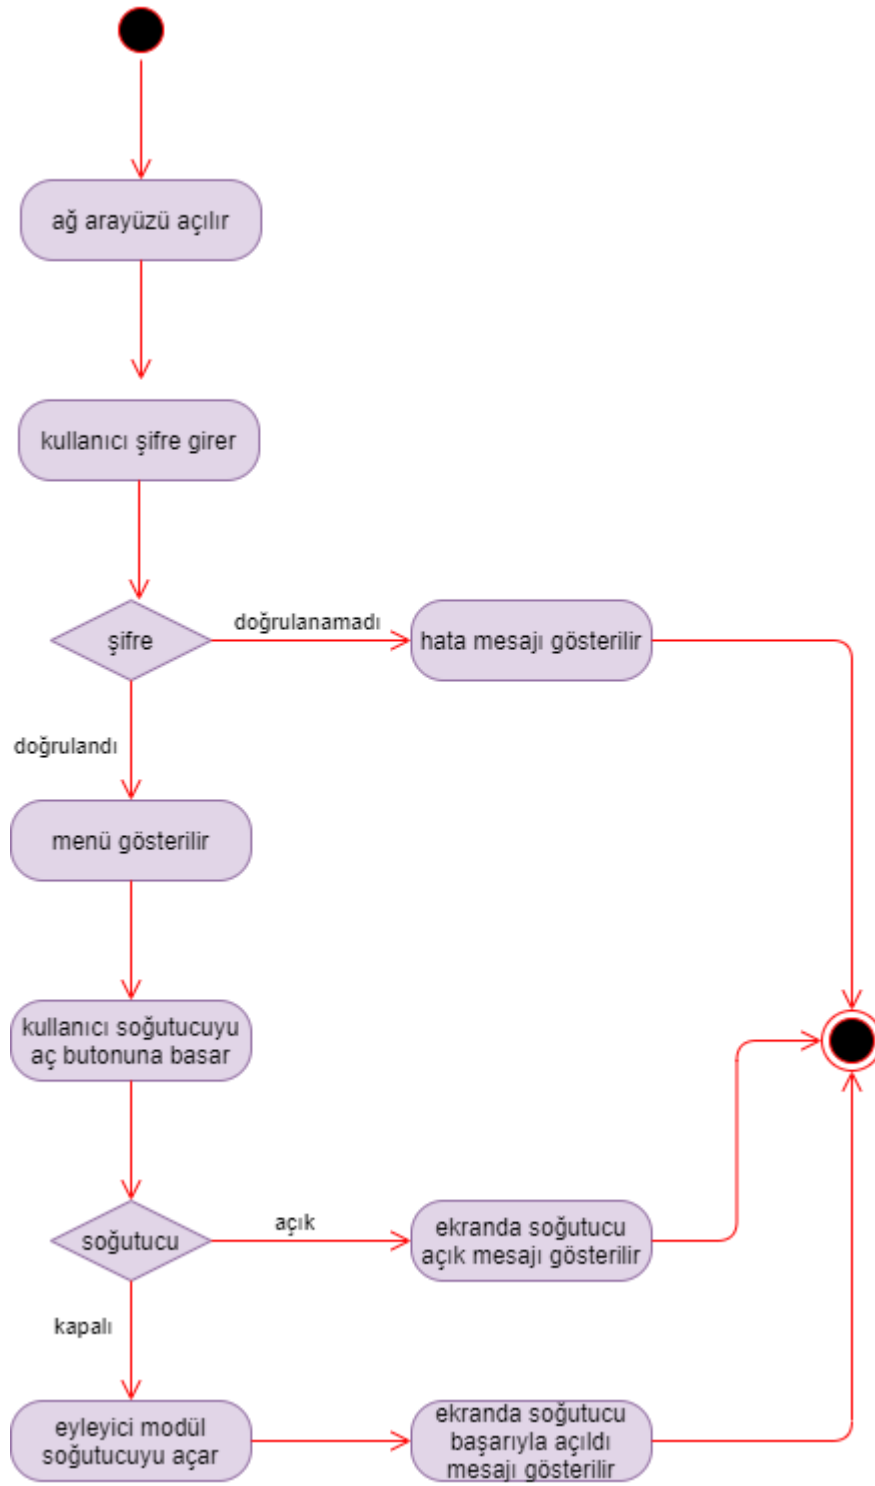 ağ arayüzü açılır
kullanıcı şifre girer
şifre
doğrulanamadı
hata mesajı gösterilir
doğrulandı
menü gösterilir
kullanıcı soğutucuyu
aç butonuna basar
soğutucu
açık
ekranda soğutucu
açık mesajı gösterilir
kapalı
eyleyici modül
soğutucuyu açar
ekranda soğutucu
başarıyla açıldı
mesajı gösterilir